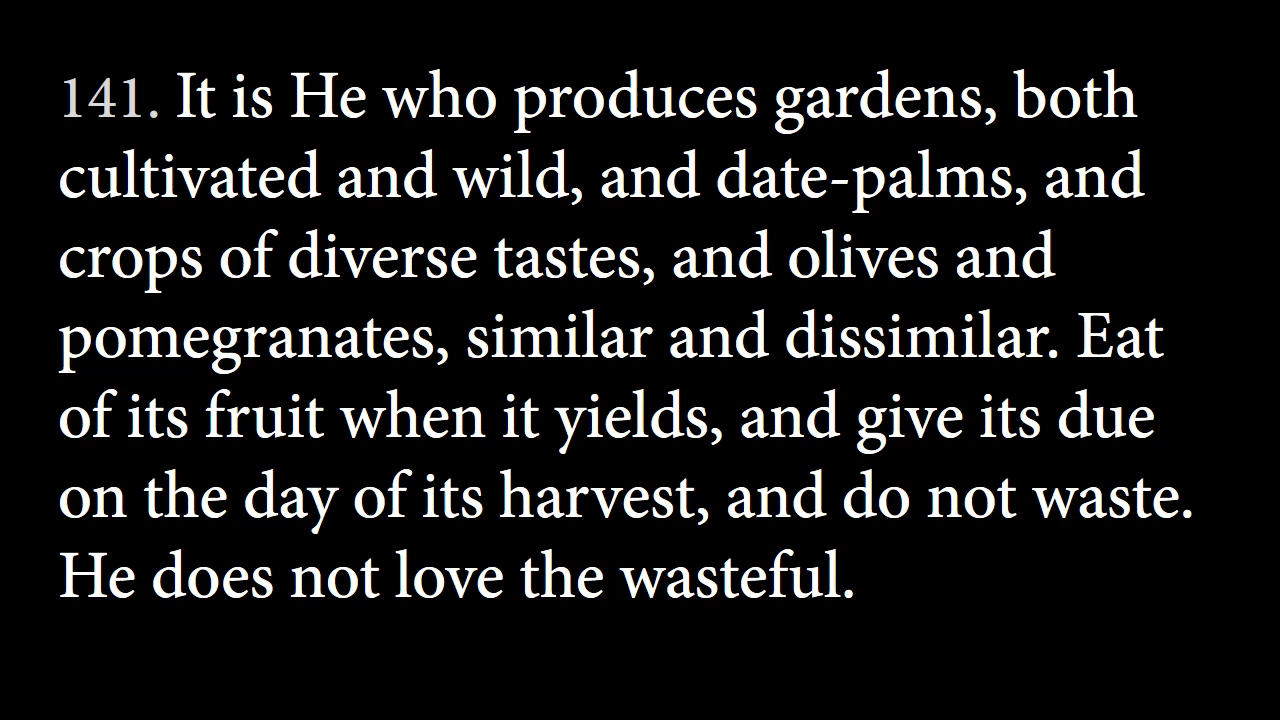 141. It is He who produces gardens, both
cultivated and wild, and date-palms, and
crops of diverse tastes, and olives and
pomegranates, similar and dissimilar. Eat
of its fruit when it yields, and give its due
on the day of its harvest, and do not waste.
He does not love the wasteful.